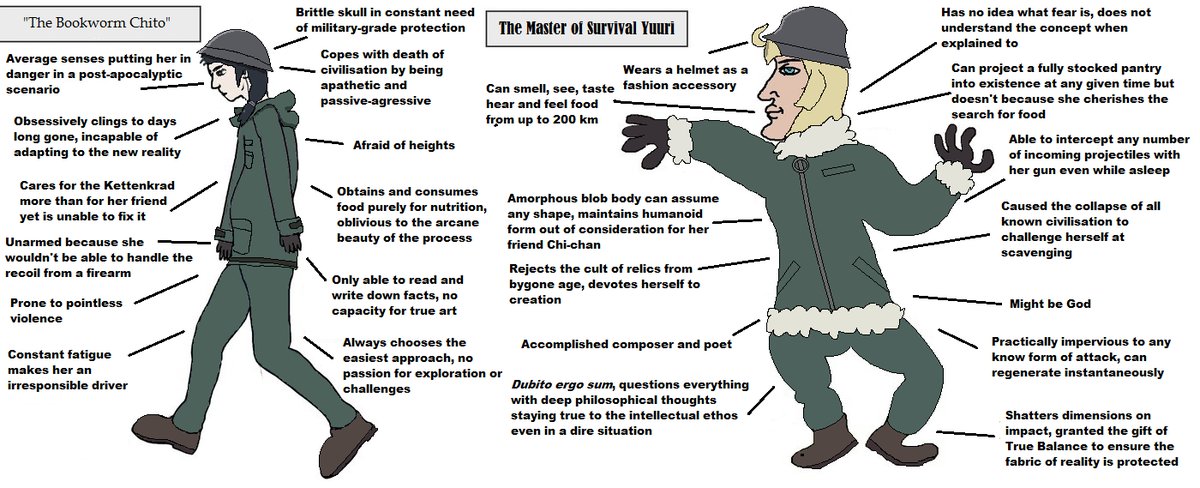 "The Bookworm Chito"
Brittle skull in constant need
of military-grade protection
Average senses putting her in
danger in a post-apocalyptic
scenario
Copes with death of
civilisation by being
apathetic and
passive-agressive
Obsessively clings to days
long gone, incapable of
adapting to the new reality
Afraid of heights
Cares for the Kettenkrad
more than for her friend
yet is unable to fix it
Obtains and consumes
food purely for nutrition,
oblivious to the arcane
beauty of the process
Unarmed because she
wouldn't be able to handle the
recoil from a firearm
Only able to read and
write down facts, no
capacity for true art
Prone to pointless
violence
Constant fatigue
makes her an
irresponsible driver
Always chooses the
easiest approach, no
passion for exploration or
challenges
The Master of Survival Yuuri
Has no idea what fear is, does not
understand the concept when
explained to
Wears a helmet as a
fashion accessory
Can smell, see, taste
hear and feel food
from up to 200 km
Can project a fully stocked pantry
into existence at any given time but
doesn't because she cherishes the
search for food
Able to intercept any number
of incoming projectiles with
her gun even while asleep
Amorphous blob body can assume
any shape, maintains humanoid
form out of consideration for her
friend Chi-chan
Caused the collapse of all
known civilisation to
challenge herself at
scavenging
Rejects the cult of relics from
bygone age, devotes herself to
creation
Might be God
Accomplished composer and poet
Practically impervious to any
know form of attack, can
regenerate instantaneously
Dubito ergo sum, questions everything
with deep philosophical thoughts
staying true to the intellectual ethos
even in a dire situation
Shatters dimensions on
impact, granted the gift of
True Balance to ensure the
fabric of reality is protected